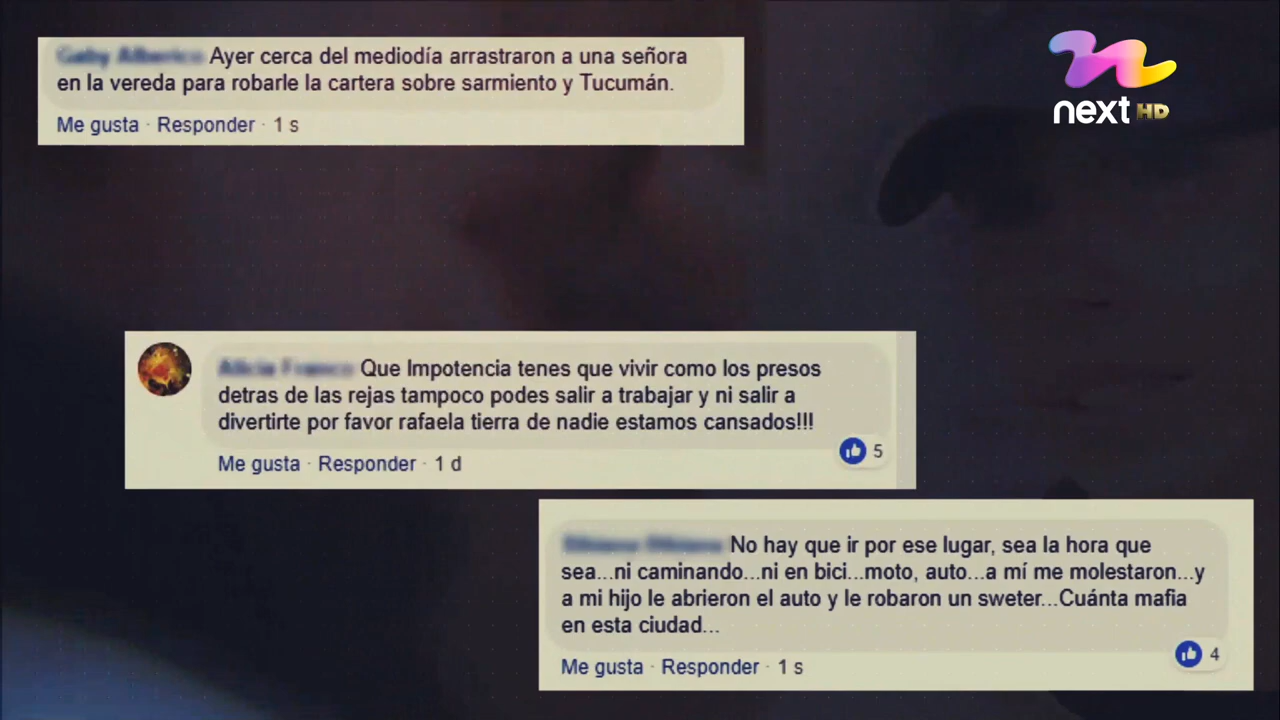 next HD
Ayer cerca del mediodía arrastraron a una señora
en la vereda para robarle la cartera sobre sarmiento y Tucumán.
Me gusta · Responder · 1 s
Que Impotencia tenes que vivir como los presos
detras de las rejas tampoco podes salir a trabajar y ni salir a
divertirte por favor rafaela tierra de nadie estamos cansados!!!
5
Me gusta · Responder · 1 d
No hay que ir por ese lugar, sea la hora que
sea...ni caminando...ni en bici...moto, auto...a mí me molestaron...y
a mi hijo le abrieron el auto y le robaron un sweter...Cuánta mafia
en esta ciudad...
4
Me gusta · Responder · 1 s